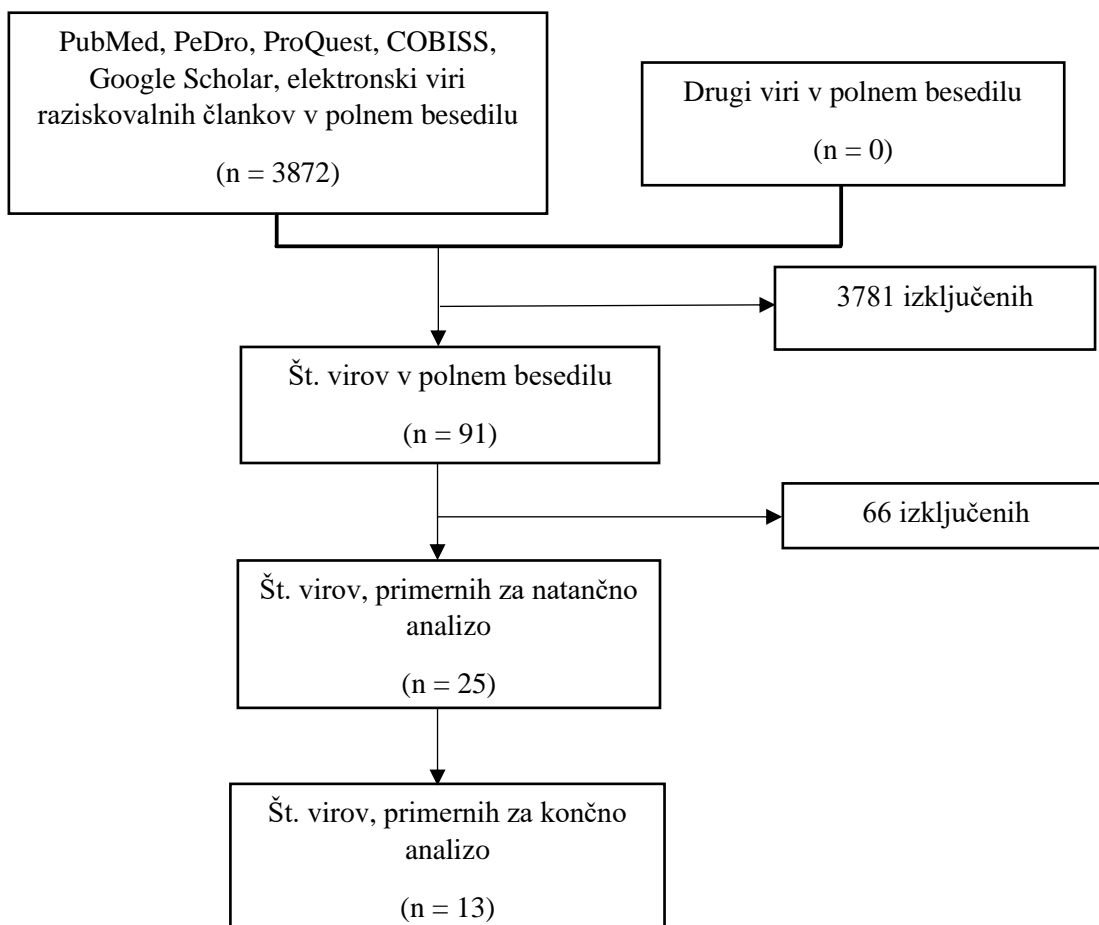 PubMed, PeDro, ProQuest, COBISS,
Google Scholar, elektronski viri
raziskovalnih člankov v polnem besedilu
(n = 3872)
Drugi viri v polnem besedilu
(n = 0)
3781 izključenih
Št. virov v polnem besedilu
(n = 91)
66 izključenih
Št. virov, primernih za natančno
analizo
(n = 25)
Št. virov, primernih za končno
analizo
(n = 13)